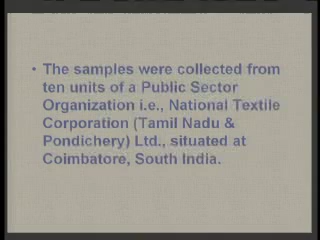 • The samples were collected from
ten units of a Public Sector
Organization i.e., National Textile
Corporation (Tamil Nadu &
Pondichery) Ltd., situated at
Coimbatore, South India.